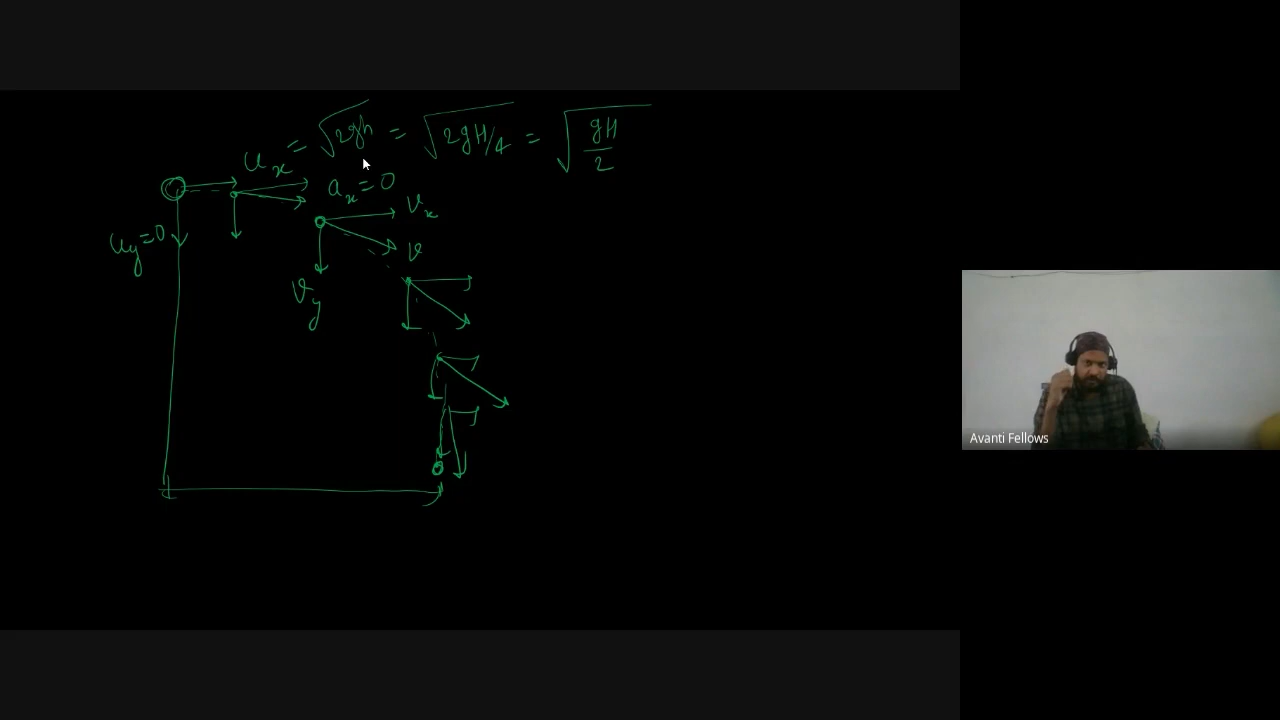 u_x = √2gh = √2gH/4 = √gH/2
a_x = 0
v_x
u_y = 0
v
v_y
Avanti Fellows